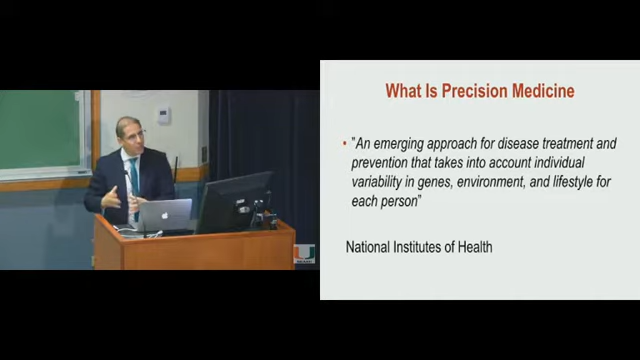 What Is Precision Medicine
• "An emerging approach for disease treatment and
prevention that takes into account individual
variability in genes, environment, and lifestyle for
each person"
National Institutes of Health